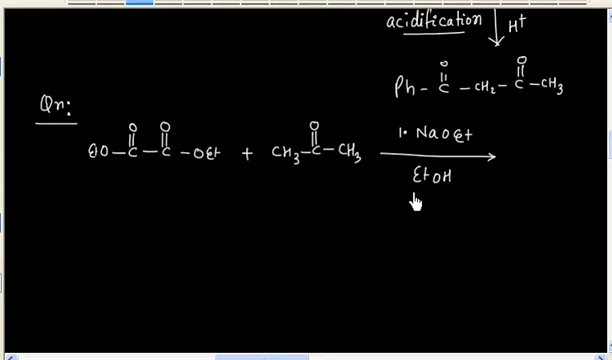 acidification H⁺
O O
Ph - C - CH₂ - C - CH₃
Qn:
O O O
EtO - C - C - OEt + CH₃ - C - CH₃
1. NaOEt
EtOH